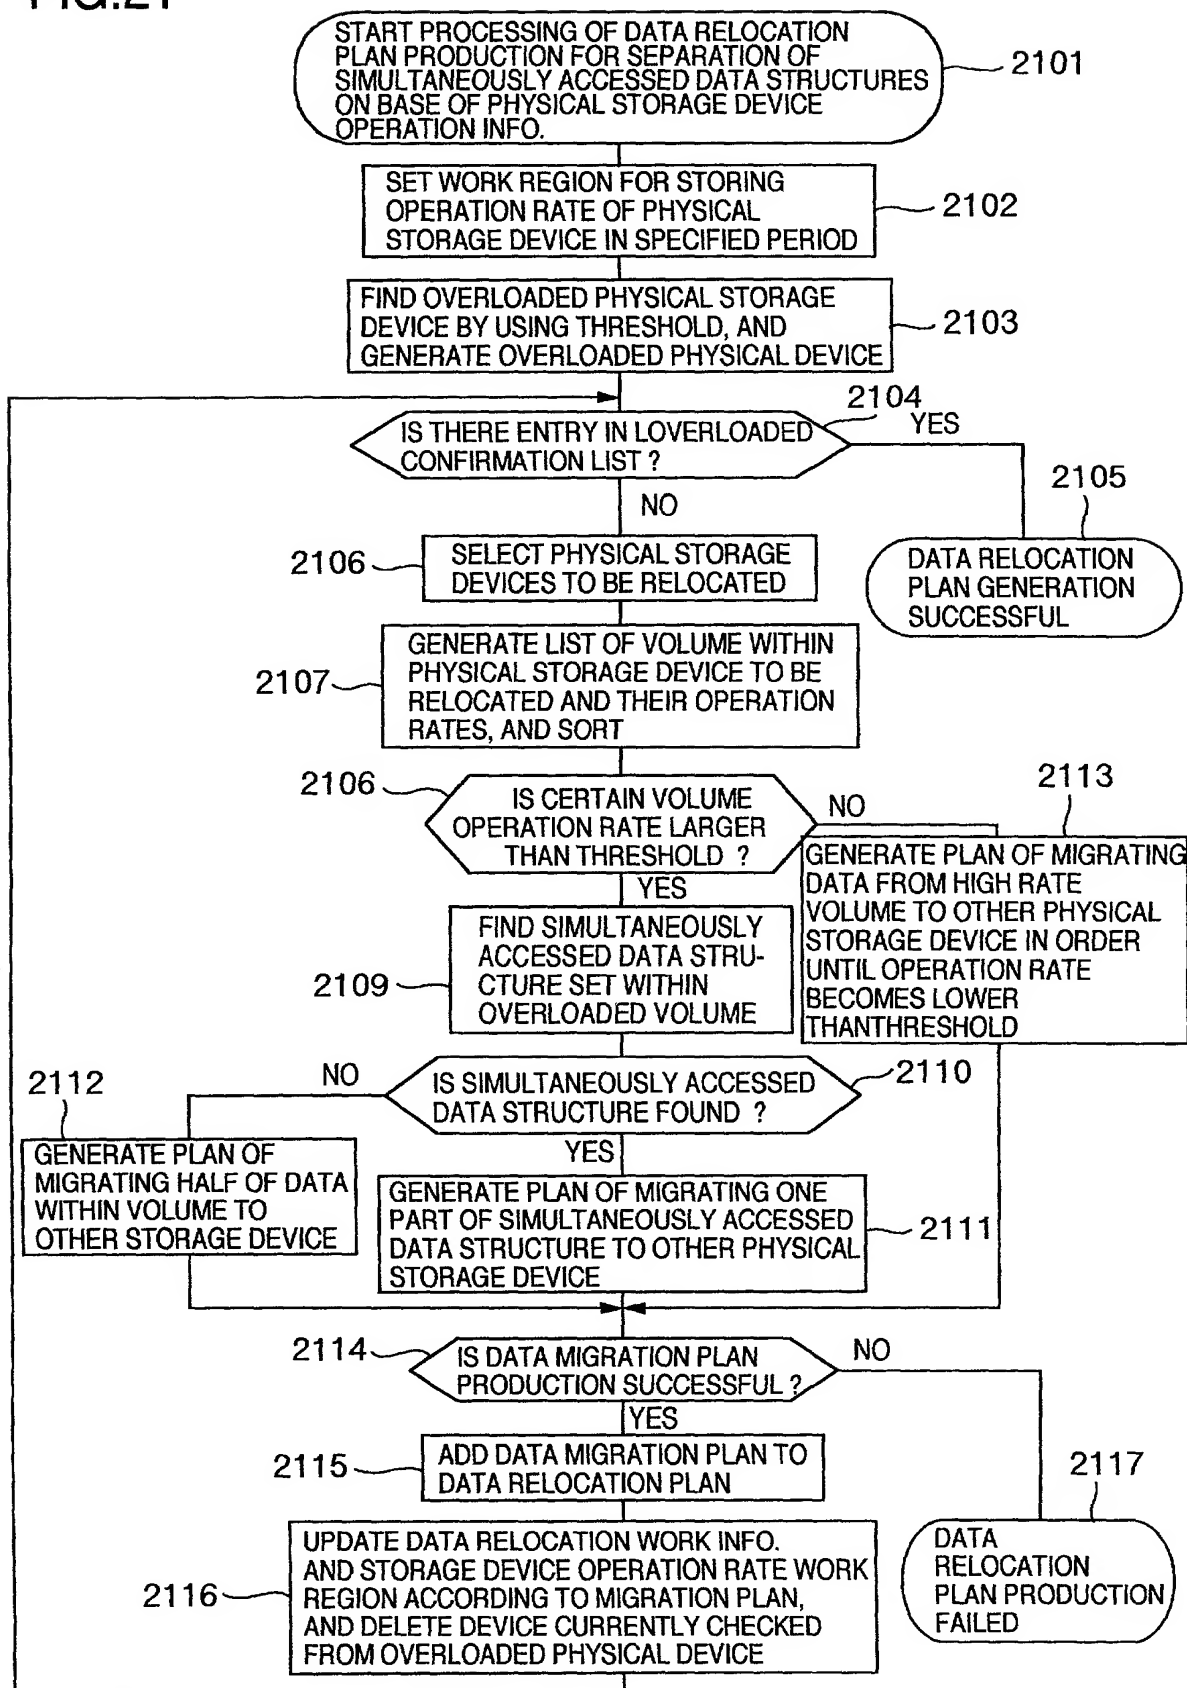 FIG.21
START PROCESSING OF DATA RELOCATION
PLAN PRODUCTION FOR SEPARATION OF
SIMULTANEOUSLY ACCESSED DATA STRUCTURES
ON BASE OF PHYSICAL STORAGE DEVICE
OPERATION INFO.
2101
SET WORK REGION FOR STORING
OPERATION RATE OF PHYSICAL
STORAGE DEVICE IN SPECIFIED PERIOD
2102
FIND OVERLOADED PHYSICAL STORAGE
DEVICE BY USING THRESHOLD, AND
GENERATE OVERLOADED PHYSICAL DEVICE
2103
2104
IS THERE ENTRY IN LOVERLOADED
CONFIRMATION LIST ?
YES
NO
2105
DATA RELOCATION
PLAN GENERATION
SUCCESSFUL
2106
SELECT PHYSICAL STORAGE
DEVICES TO BE RELOCATED
2107
GENERATE LIST OF VOLUME WITHIN
PHYSICAL STORAGE DEVICE TO BE
RELOCATED AND THEIR OPERATION
RATES, AND SORT
2106
IS CERTAIN VOLUME
OPERATION RATE LARGER
THAN THRESHOLD ?
NO
YES
2113
GENERATE PLAN OF MIGRATING
DATA FROM HIGH RATE
VOLUME TO OTHER PHYSICAL
STORAGE DEVICE IN ORDER
UNTIL OPERATION RATE
BECOMES LOWER
THANTHRESHOLD
2109
FIND SIMULTANEOUSLY
ACCESSED DATA STRU-
CTURE SET WITHIN
OVERLOADED VOLUME
2110
IS SIMULTANEOUSLY ACCESSED
DATA STRUCTURE FOUND ?
NO
YES
2112
GENERATE PLAN OF
MIGRATING HALF OF DATA
WITHIN VOLUME TO
OTHER STORAGE DEVICE
GENERATE PLAN OF MIGRATING ONE
PART OF SIMULTANEOUSLY ACCESSED
DATA STRUCTURE TO OTHER PHYSICAL
STORAGE DEVICE
2111
2114
IS DATA MIGRATION PLAN
PRODUCTION SUCCESSFUL ?
NO
YES
2115
ADD DATA MIGRATION PLAN TO
DATA RELOCATION PLAN
2117
DATA
RELOCATION
PLAN PRODUCTION
FAILED
2116
UPDATE DATA RELOCATION WORK INFO.
AND STORAGE DEVICE OPERATION RATE WORK
REGION ACCORDING TO MIGRATION PLAN,
AND DELETE DEVICE CURRENTLY CHECKED
FROM OVERLOADED PHYSICAL DEVICE